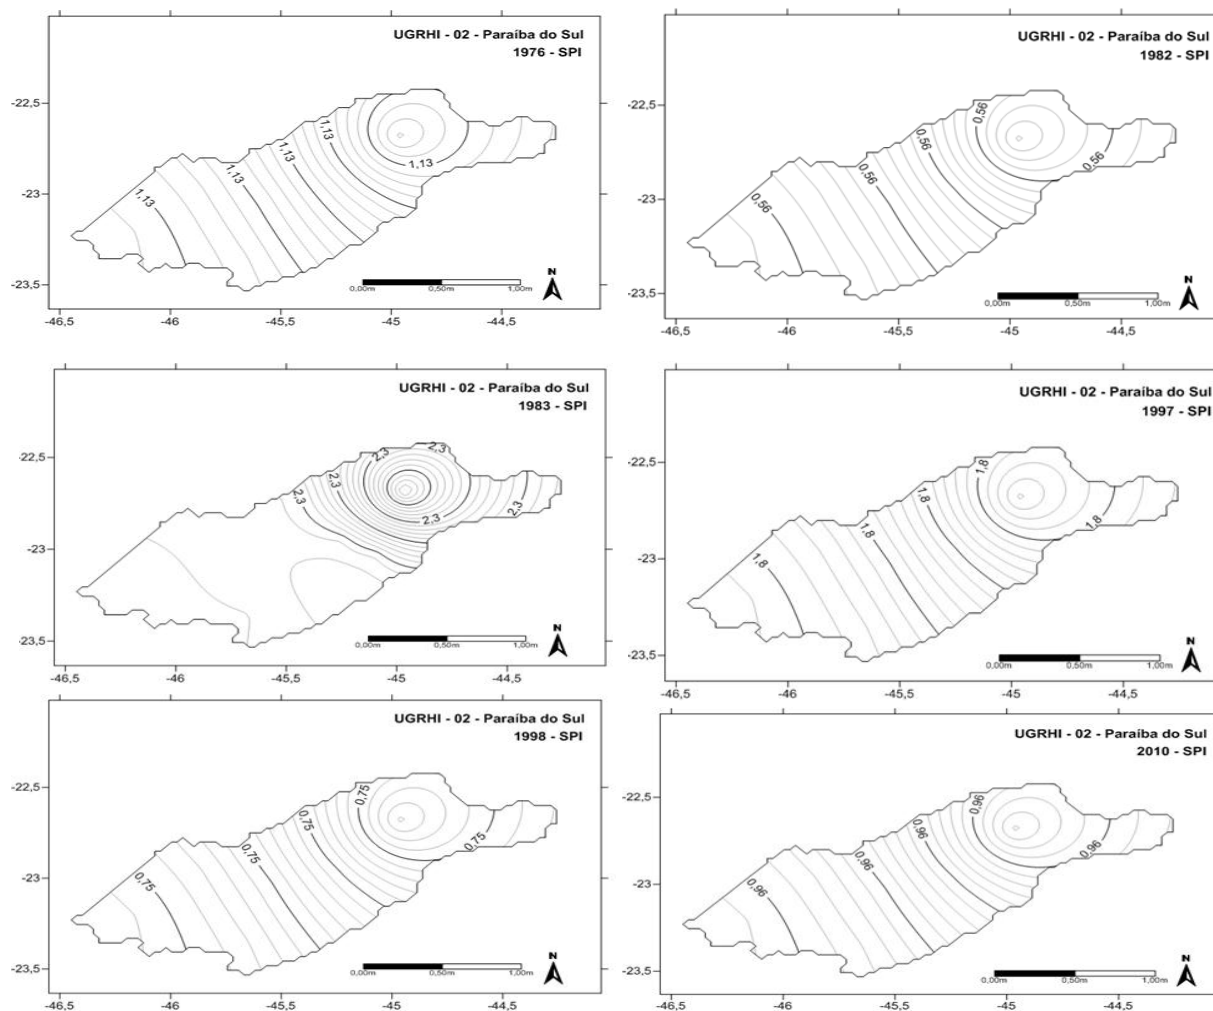 UGRHI - 02 - Paraíba do Sul
1976 - SPI
-22,5
-23
-23,5
1,13
1,13
1,13
1,13
1,13
N
0,00m 0,50m 1,00m
-46,5 -46 -45,5 -45 -44,5
UGRHI - 02 - Paraíba do Sul
1982 - SPI
-22,5
-23
-23,5
0,56
0,56
0,56
0,56
0,56
N
0,00m 0,50m 1,00m
-46,5 -46 -45,5 -45 -44,5
UGRHI - 02 - Paraíba do Sul
1983 - SPI
-22,5
-23
-23,5
2,3
2,3
2,3
2,3
2,3
2,3
N
0,00m 0,50m 1,00m
-46,5 -46 -45,5 -45 -44,5
UGRHI - 02 - Paraíba do Sul
1997 - SPI
-22,5
-23
-23,5
1,8
1,8
1,8
1,8
1,8
N
0,00m 0,50m 1,00m
-46,5 -46 -45,5 -45 -44,5
UGRHI - 02 - Paraíba do Sul
1998 - SPI
-22,5
-23
-23,5
0,75
0,75
0,75
0,75
0,75
N
0,00m 0,50m 1,00m
-46,5 -46 -45,5 -45 -44,5
UGRHI - 02 - Paraíba do Sul
2010 - SPI
-22,5
-23
-23,5
0,96
0,96
0,96
0,96
0,96
N
0,00m 0,50m 1,00m
-46,5 -46 -45,5 -45 -44,5